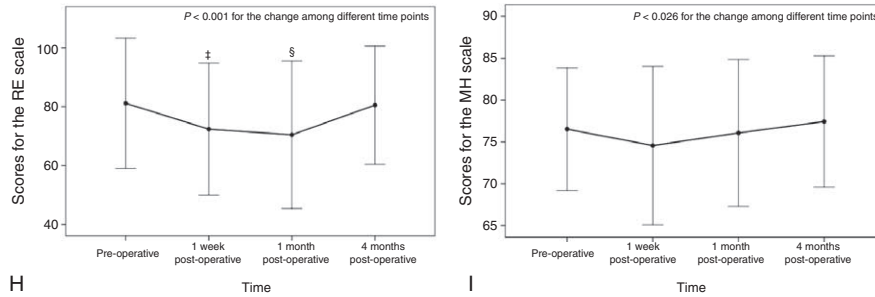 P < 0.001 for the change among different time points
Scores for the RE scale
100
80
60
40
‡
§
Pre-operative
1 week
post-operative
1 month
post-operative
4 months
post-operative
Time
H
P < 0.026 for the change among different time points
Scores for the MH scale
90
85
80
75
70
65
Pre-operative
1 week
post-operative
1 month
post-operative
4 months
post-operative
Time
I